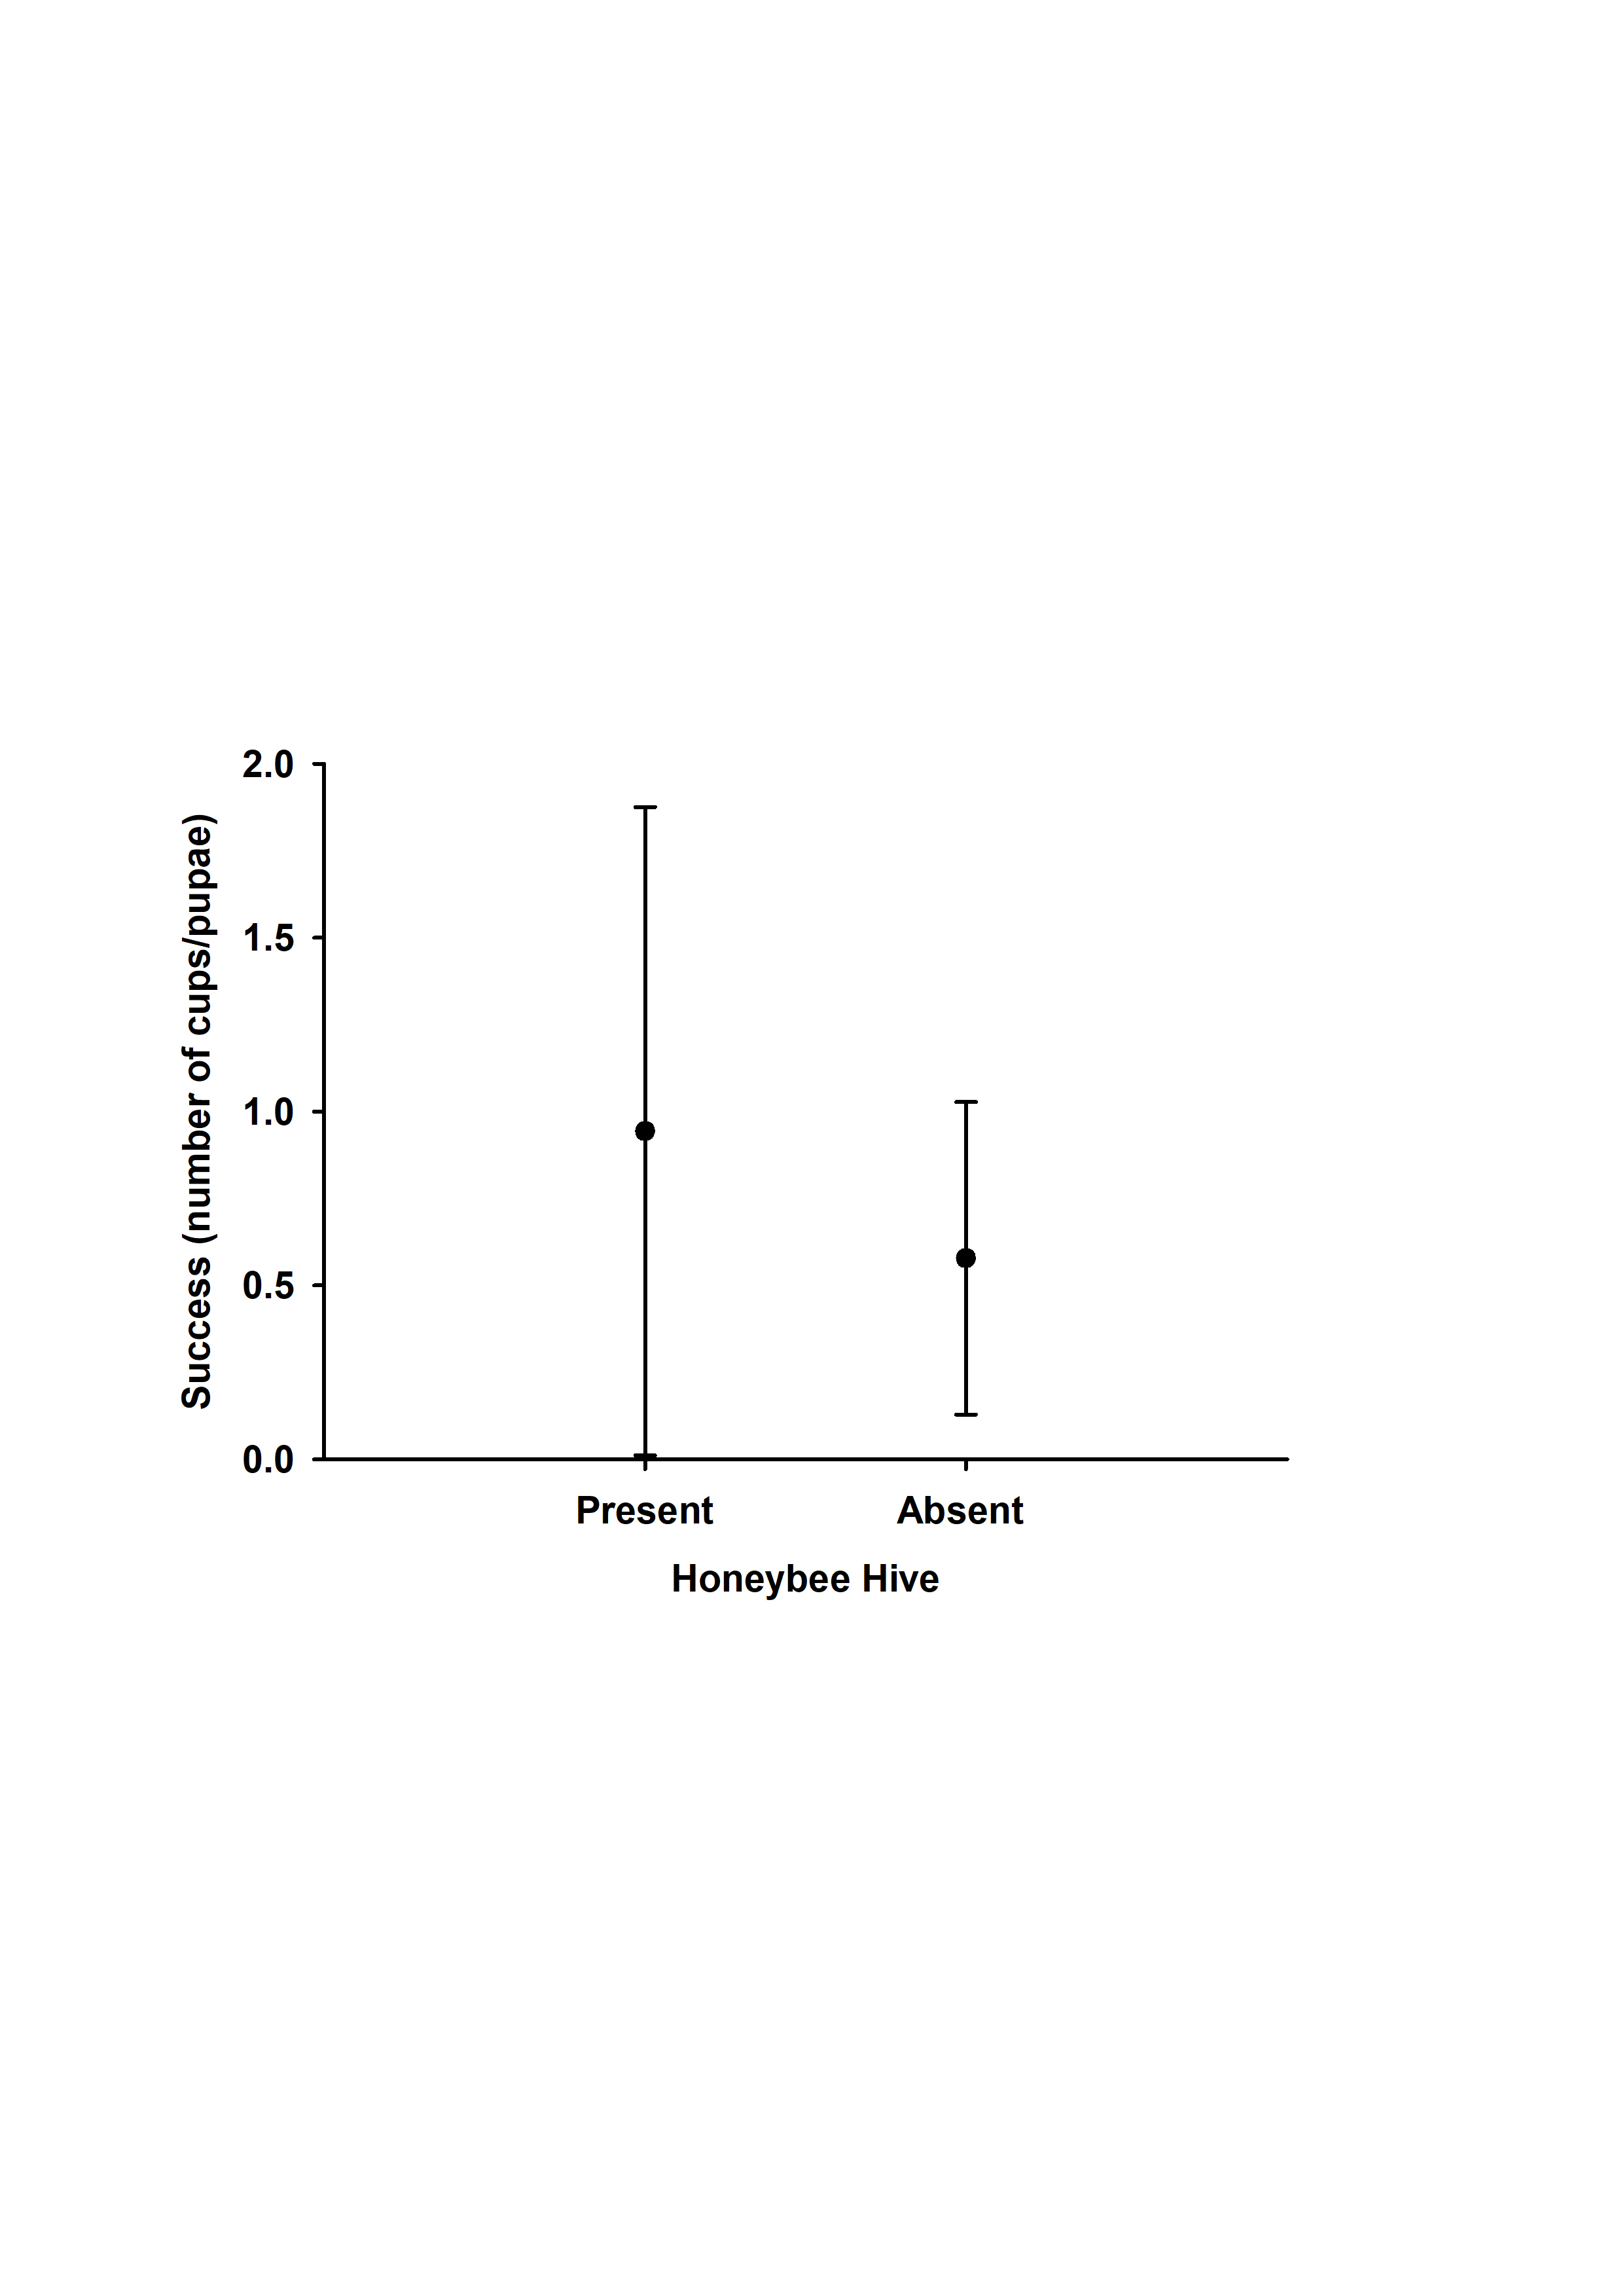 2.0
1.5
1.0
0.5
0.0
Success (number of cups/pupae)
Present
Absent
Honeybee Hive